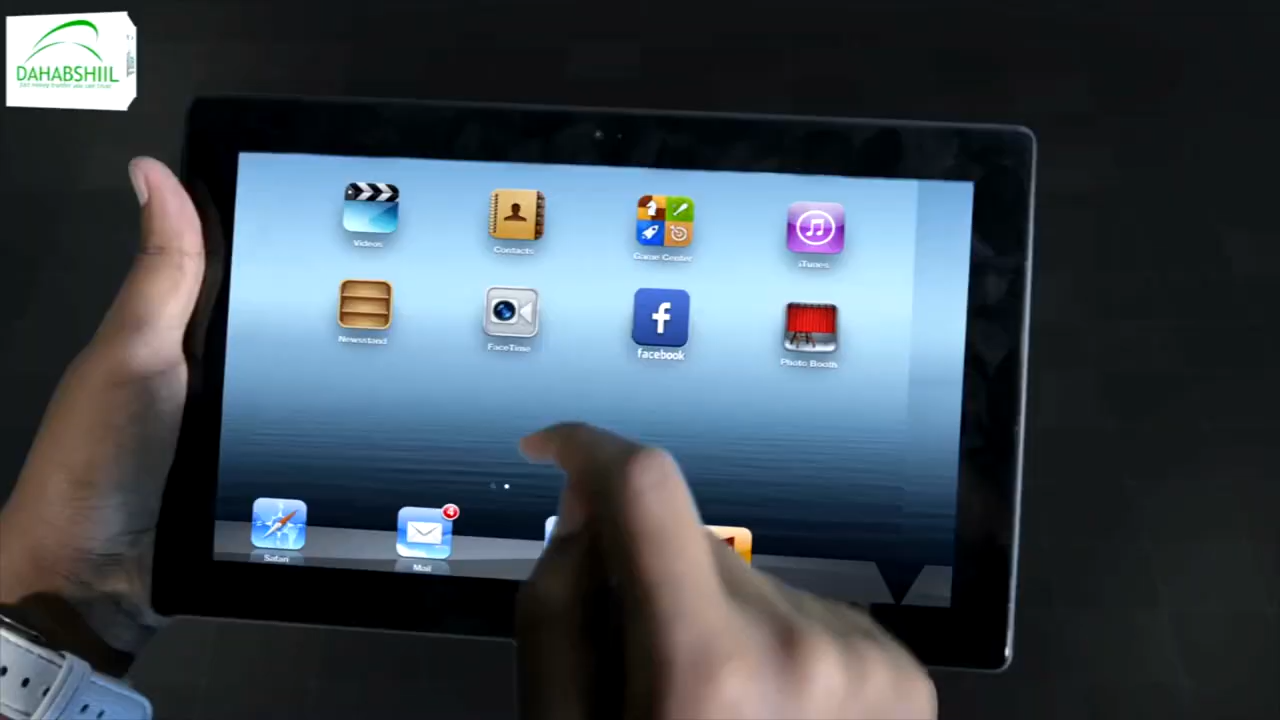 DAHABSHIIL
Videos
Contacts
Game Center
iTunes
Newsstand
FaceTime
facebook
Photo Booth
4
Safari
Mail